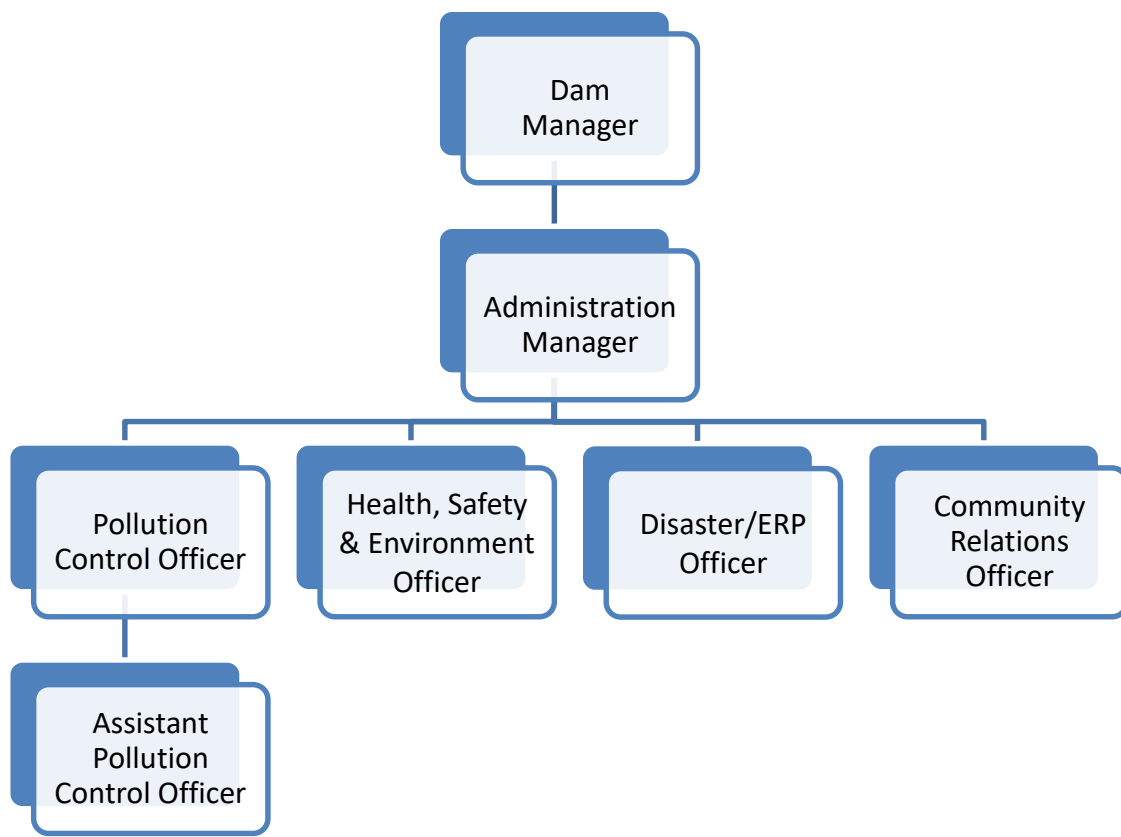 Dam
Manager
Administration
Manager
Pollution
Control Officer
Health, Safety
& Environment
Officer
Disaster/ERP
Officer
Community
Relations
Officer
Assistant
Pollution
Control Officer